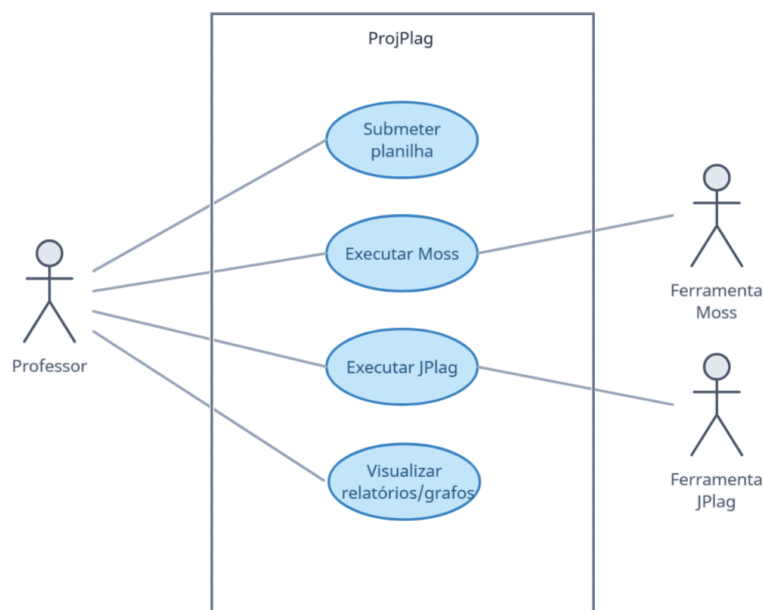 ProjPlag
Submeter
planilha
Executar Moss
Executar JPlag
Visualizar
relatórios/grafos
Professor
Ferramenta
Moss
Ferramenta
JPlag